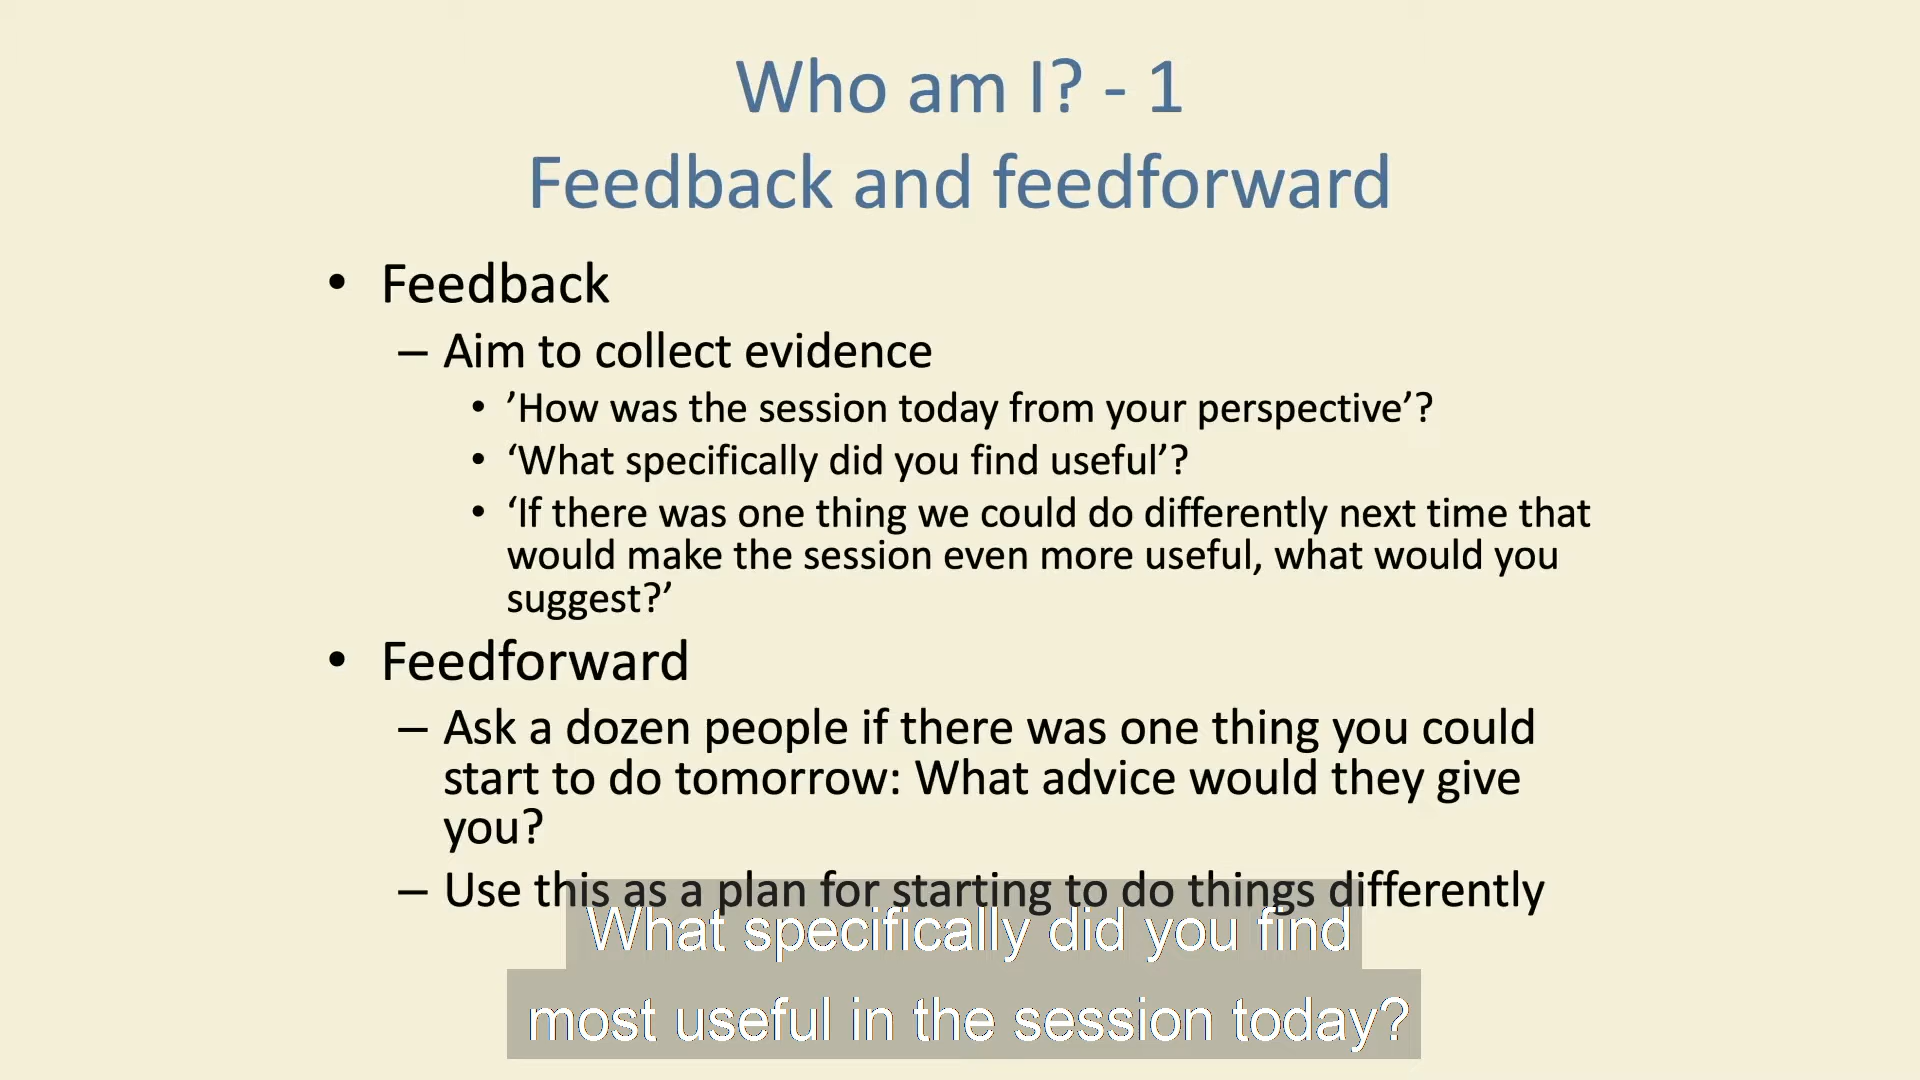 Who am I? - 1
Feedback and feedforward
• Feedback
– Aim to collect evidence
• ’How was the session today from your perspective’?
• ‘What specifically did you find useful’?
• ‘If there was one thing we could do differently next time that
would make the session even more useful, what would you
suggest?’
• Feedforward
– Ask a dozen people if there was one thing you could
start to do tomorrow: What advice would they give
you?
– Use this as a plan for starting to do things differently
What specifically did you find
most useful in the session today?